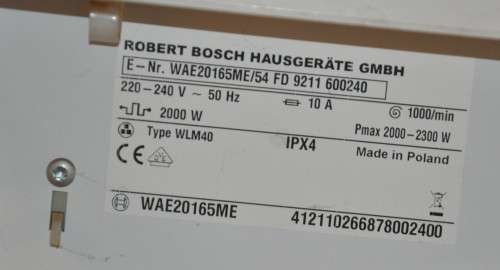 ROBERT BOSCH HAUSGERÄTE GMBH
E-Nr. WAE20165ME/54 FD 9211 600240
220-240 V ~ 50 Hz 10 A 1000/min
2000 W Pmax 2000-2300 W
Type WLM40 IPX4 Made in Poland
CE
WAE20165ME 412110266878002400